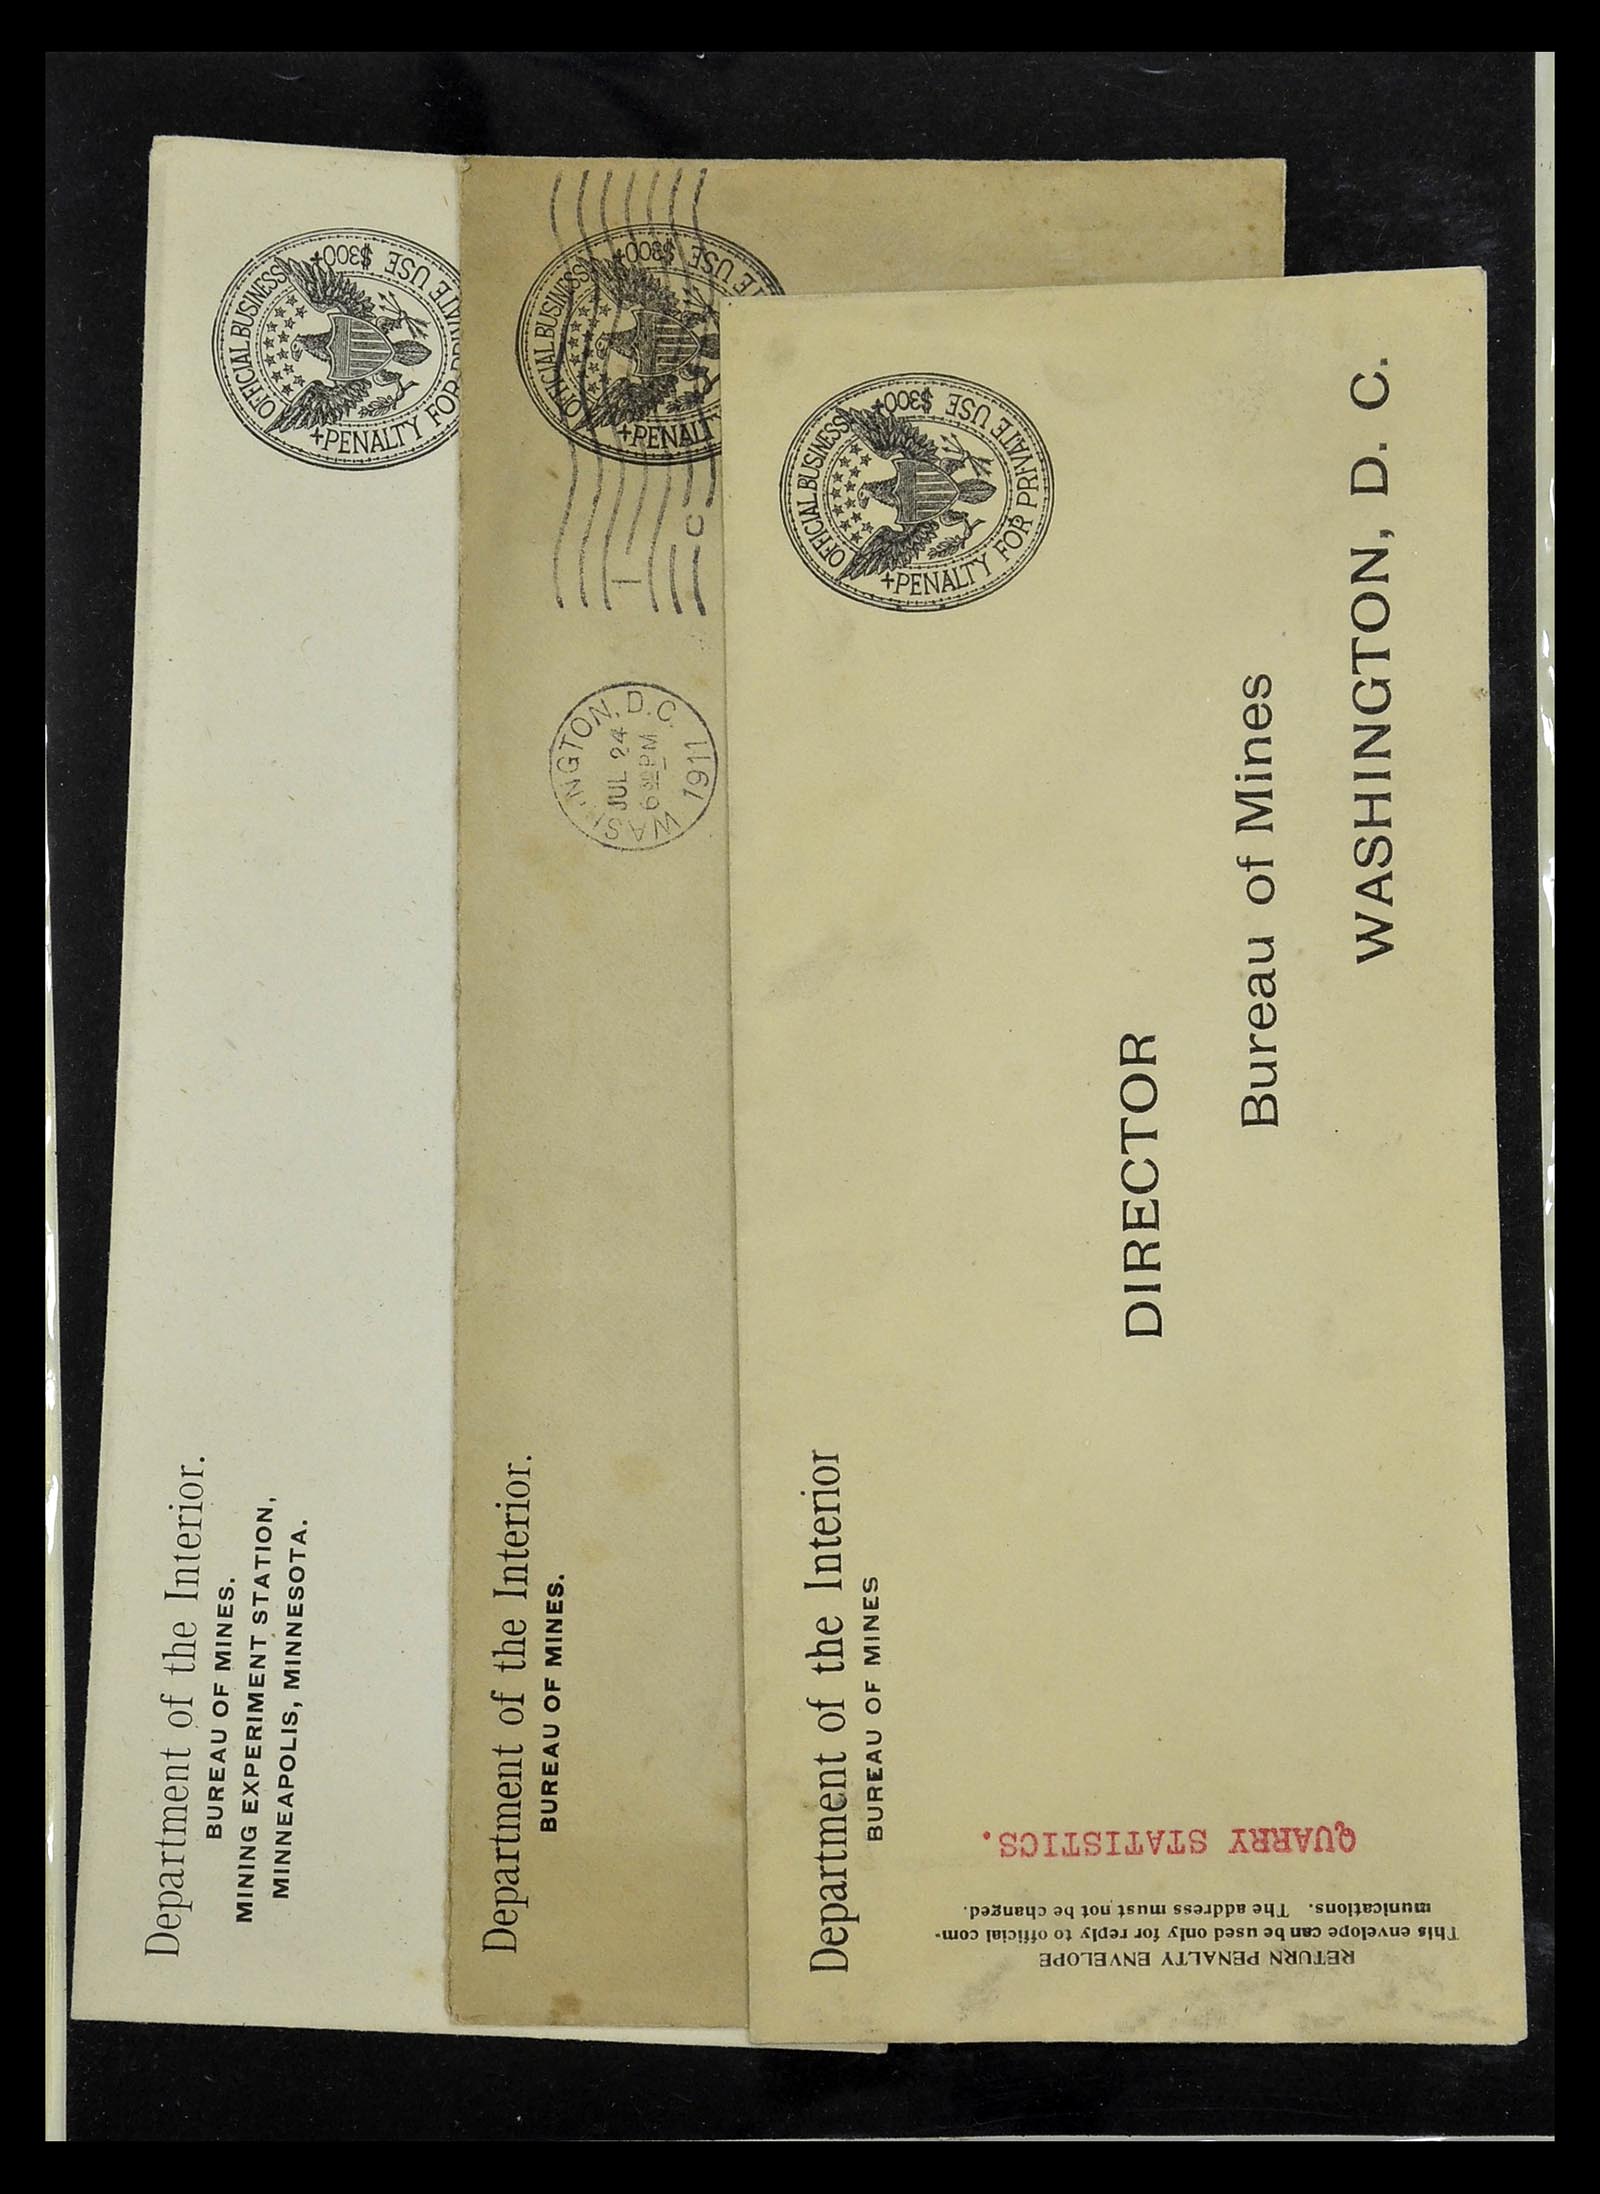 Department of the Interior.
BUREAU OF MINES.
MINING EXPERIMENT STATION,
MINNEAPOLIS, MINNESOTA.
OFFICIAL BUSINESS
+PENALTY FOR PRIVATE USE $300+
Department of the Interior.
BUREAU OF MINES.
WASHINGTON, D.C.
JUL 24
6 30 PM
1911
OFFICIAL BUSINESS
+PENALT
USE $300+
Department of the Interior
BUREAU OF MINES
OFFICIAL BUSINESS
+PENALTY FOR PRIVATE USE $300+
DIRECTOR
Bureau of Mines
WASHINGTON, D. C.
RETURN PENALTY ENVELOPE
This envelope can be used only for reply to official com-
munications. The address must not be changed.
QUARRY STATISTICS.